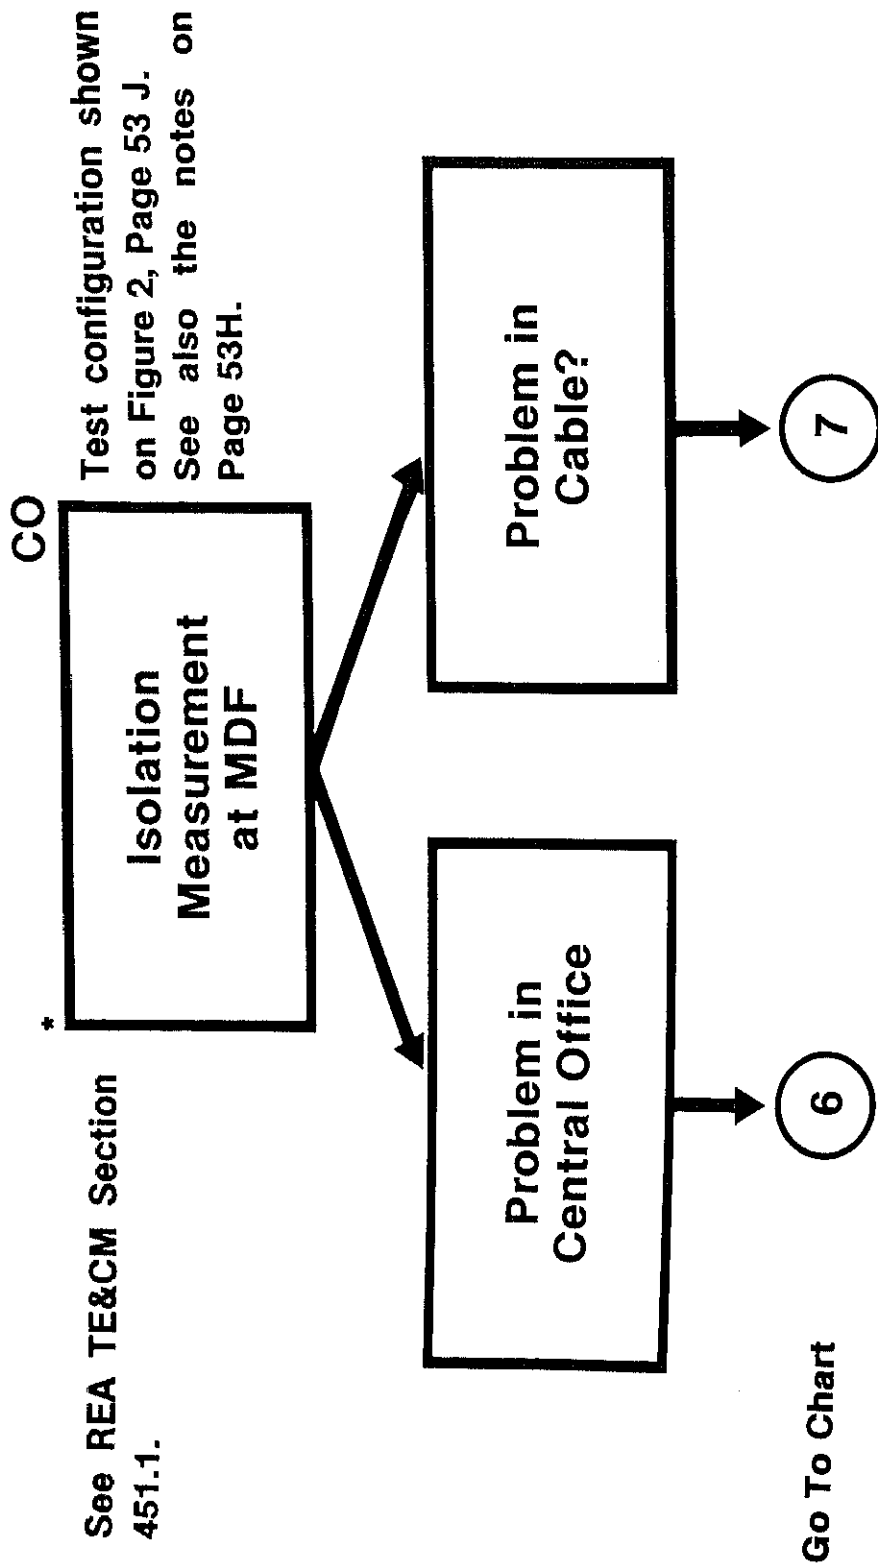 CO
*
See REA TE&CM Section
451.1.
Isolation
Measurement
at MDF
Test configuration shown
on Figure 2, Page 53 J.
See also the notes on
Page 53H.
Problem in
Central Office
Problem in
Cable?
Go To Chart
6
7